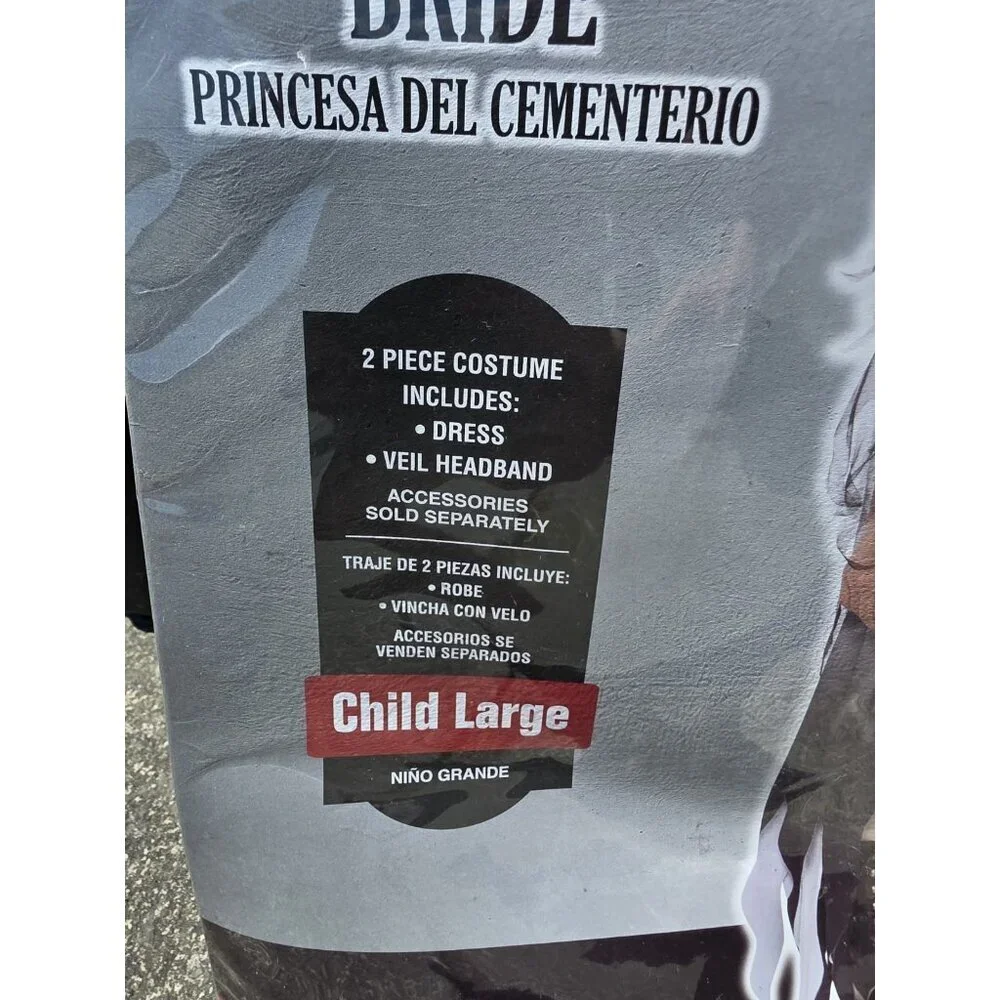 BRIDE
PRINCESA DEL CEMENTERIO
2 PIECE COSTUME
INCLUDES:
• DRESS
• VEIL HEADBAND
ACCESSORIES
SOLD SEPARATELY
TRAJE DE 2 PIEZAS INCLUYE:
• ROBE
• VINCHA CON VELO
ACCESORIOS SE
VENDEN SEPARADOS
Child Large
NIÑO GRANDE